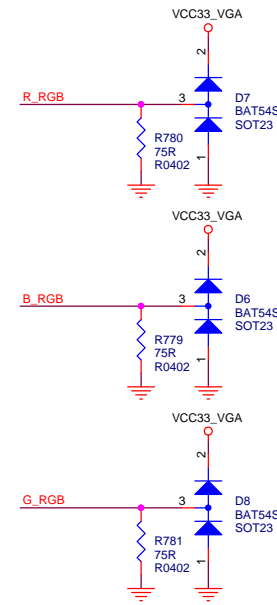 VCC33_VGA
2
R_RGB
3
D7
BAT54S
SOT23
R780
75R
R0402
1
VCC33_VGA
2
B_RGB
3
D6
BAT54S
SOT23
R779
75R
R0402
1
VCC33_VGA
2
G_RGB
3
D8
BAT54S
SOT23
R781
75R
R0402
1